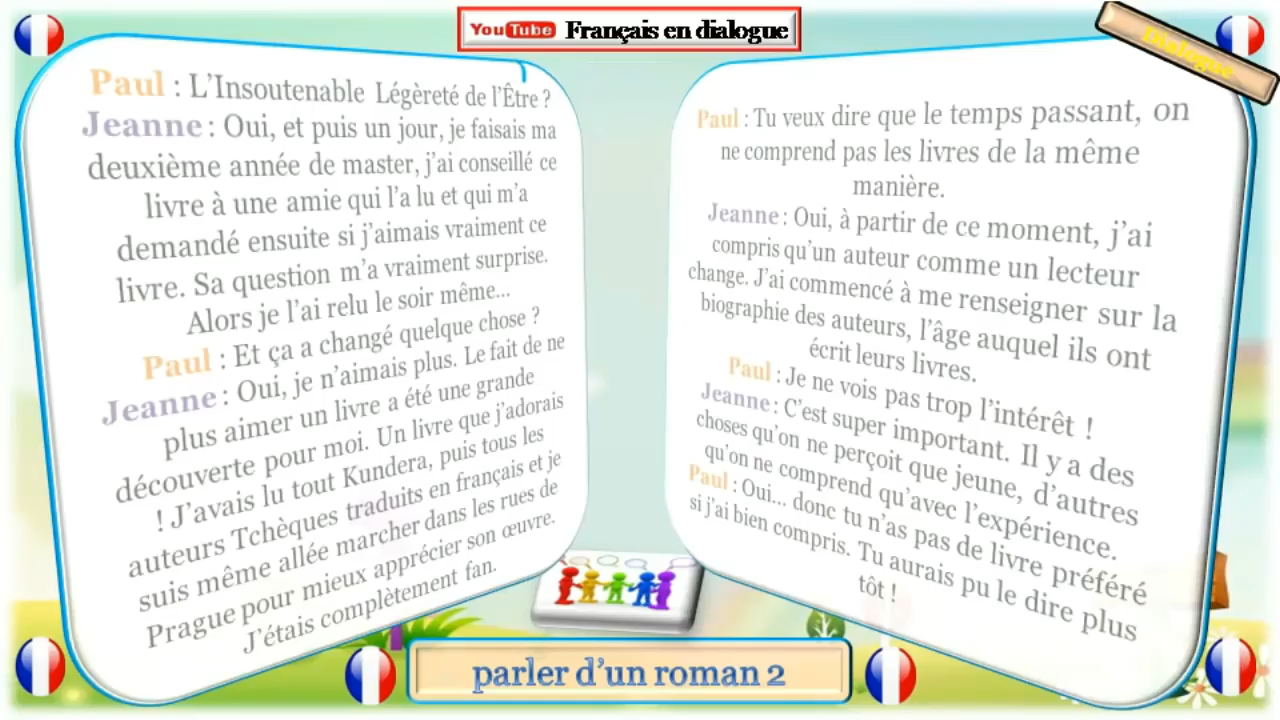 YouTube Français en dialogue
Dialogue
Paul : L'Insoutenable Légèreté de l'Être ?
Jeanne : Oui, et puis un jour, je faisais ma
deuxième année de master, j'ai conseillé ce
livre à une amie qui l'a lu et qui m'a
demandé ensuite si j'aimais vraiment ce
livre. Sa question m'a vraiment surprise.
Alors je l'ai relu le soir même...
Paul : Et ça a changé quelque chose ?
Jeanne : Oui, je n'aimais plus. Le fait de ne
plus aimer un livre a été une grande
découverte pour moi. Un livre que j'adorais
! J'avais lu tout Kundera, puis tous les
auteurs Tchèques traduits en français et je
suis même allée marcher dans les rues de
Prague pour mieux apprécier son œuvre.
J'étais complètement fan.
Paul : Tu veux dire que le temps passant, on
ne comprend pas les livres de la même
manière.
Jeanne : Oui, à partir de ce moment, j'ai
compris qu'un auteur comme un lecteur
change. J'ai commencé à me renseigner sur la
biographie des auteurs, l'âge auquel ils ont
écrit leurs livres.
Paul : Je ne vois pas trop l'intérêt !
Jeanne : C'est super important. Il y a des
choses qu'on ne perçoit que jeune, d'autres
qu'on ne comprend qu'avec l'expérience.
Paul : Oui... donc tu n'as pas de livre préféré
si j'ai bien compris. Tu aurais pu le dire plus
tôt !
parler d'un roman 2